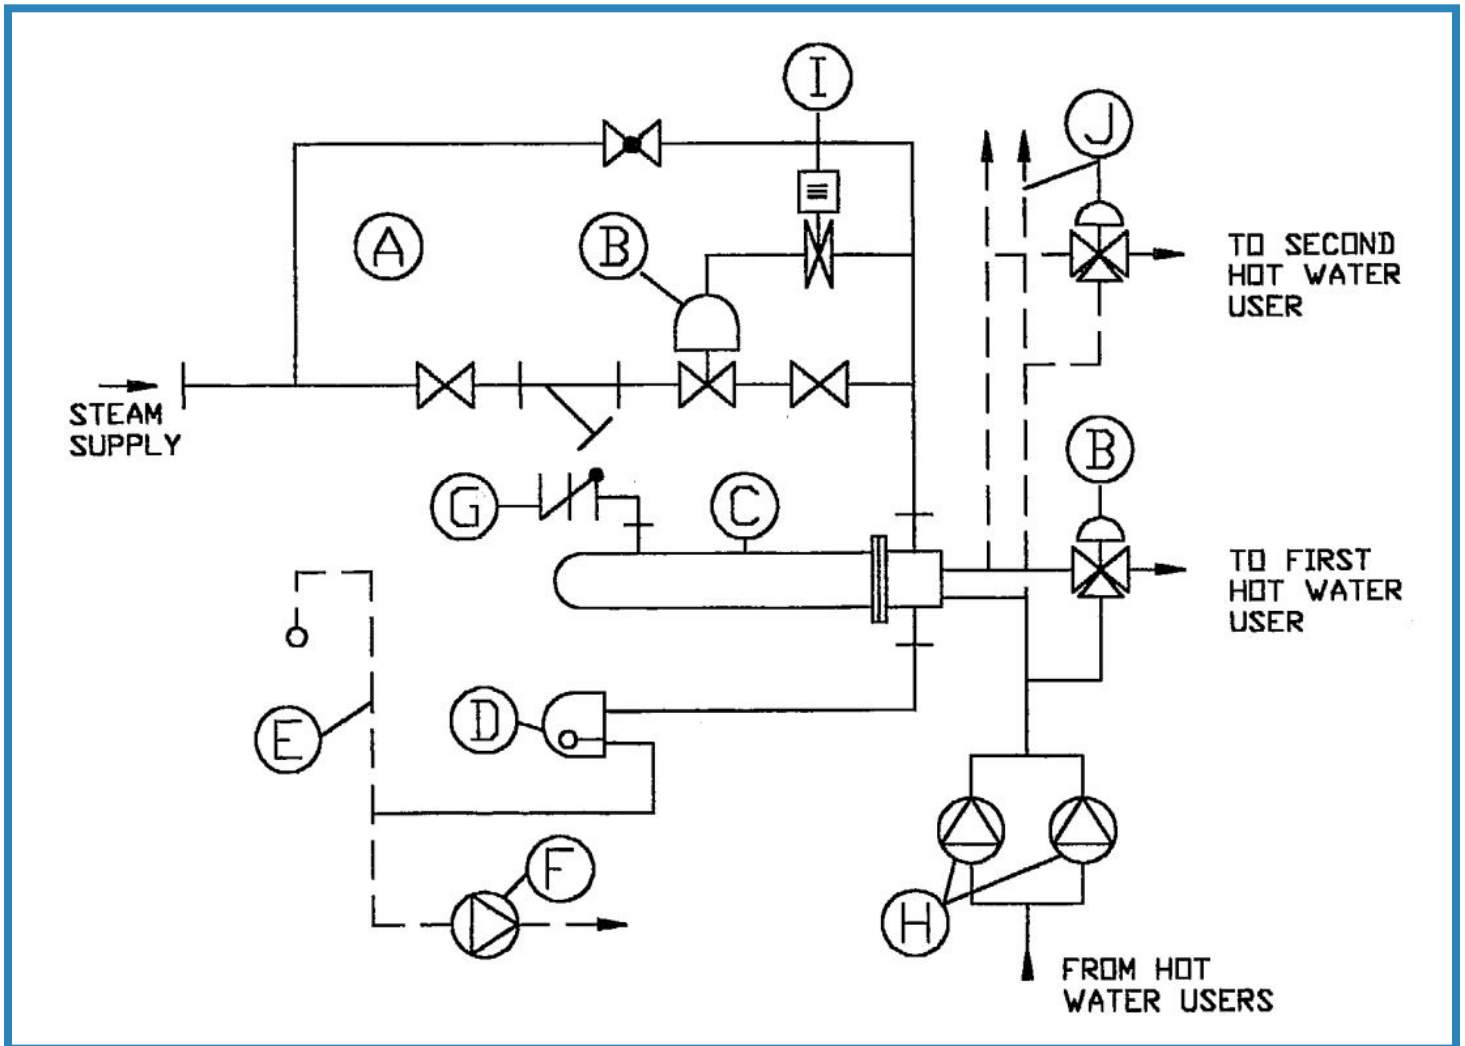 I
J
A
B
TO SECOND
HOT WATER
USER
STEAM
SUPPLY
B
G
C
TO FIRST
HOT WATER
USER
E
D
F
H
FROM HOT
WATER USERS